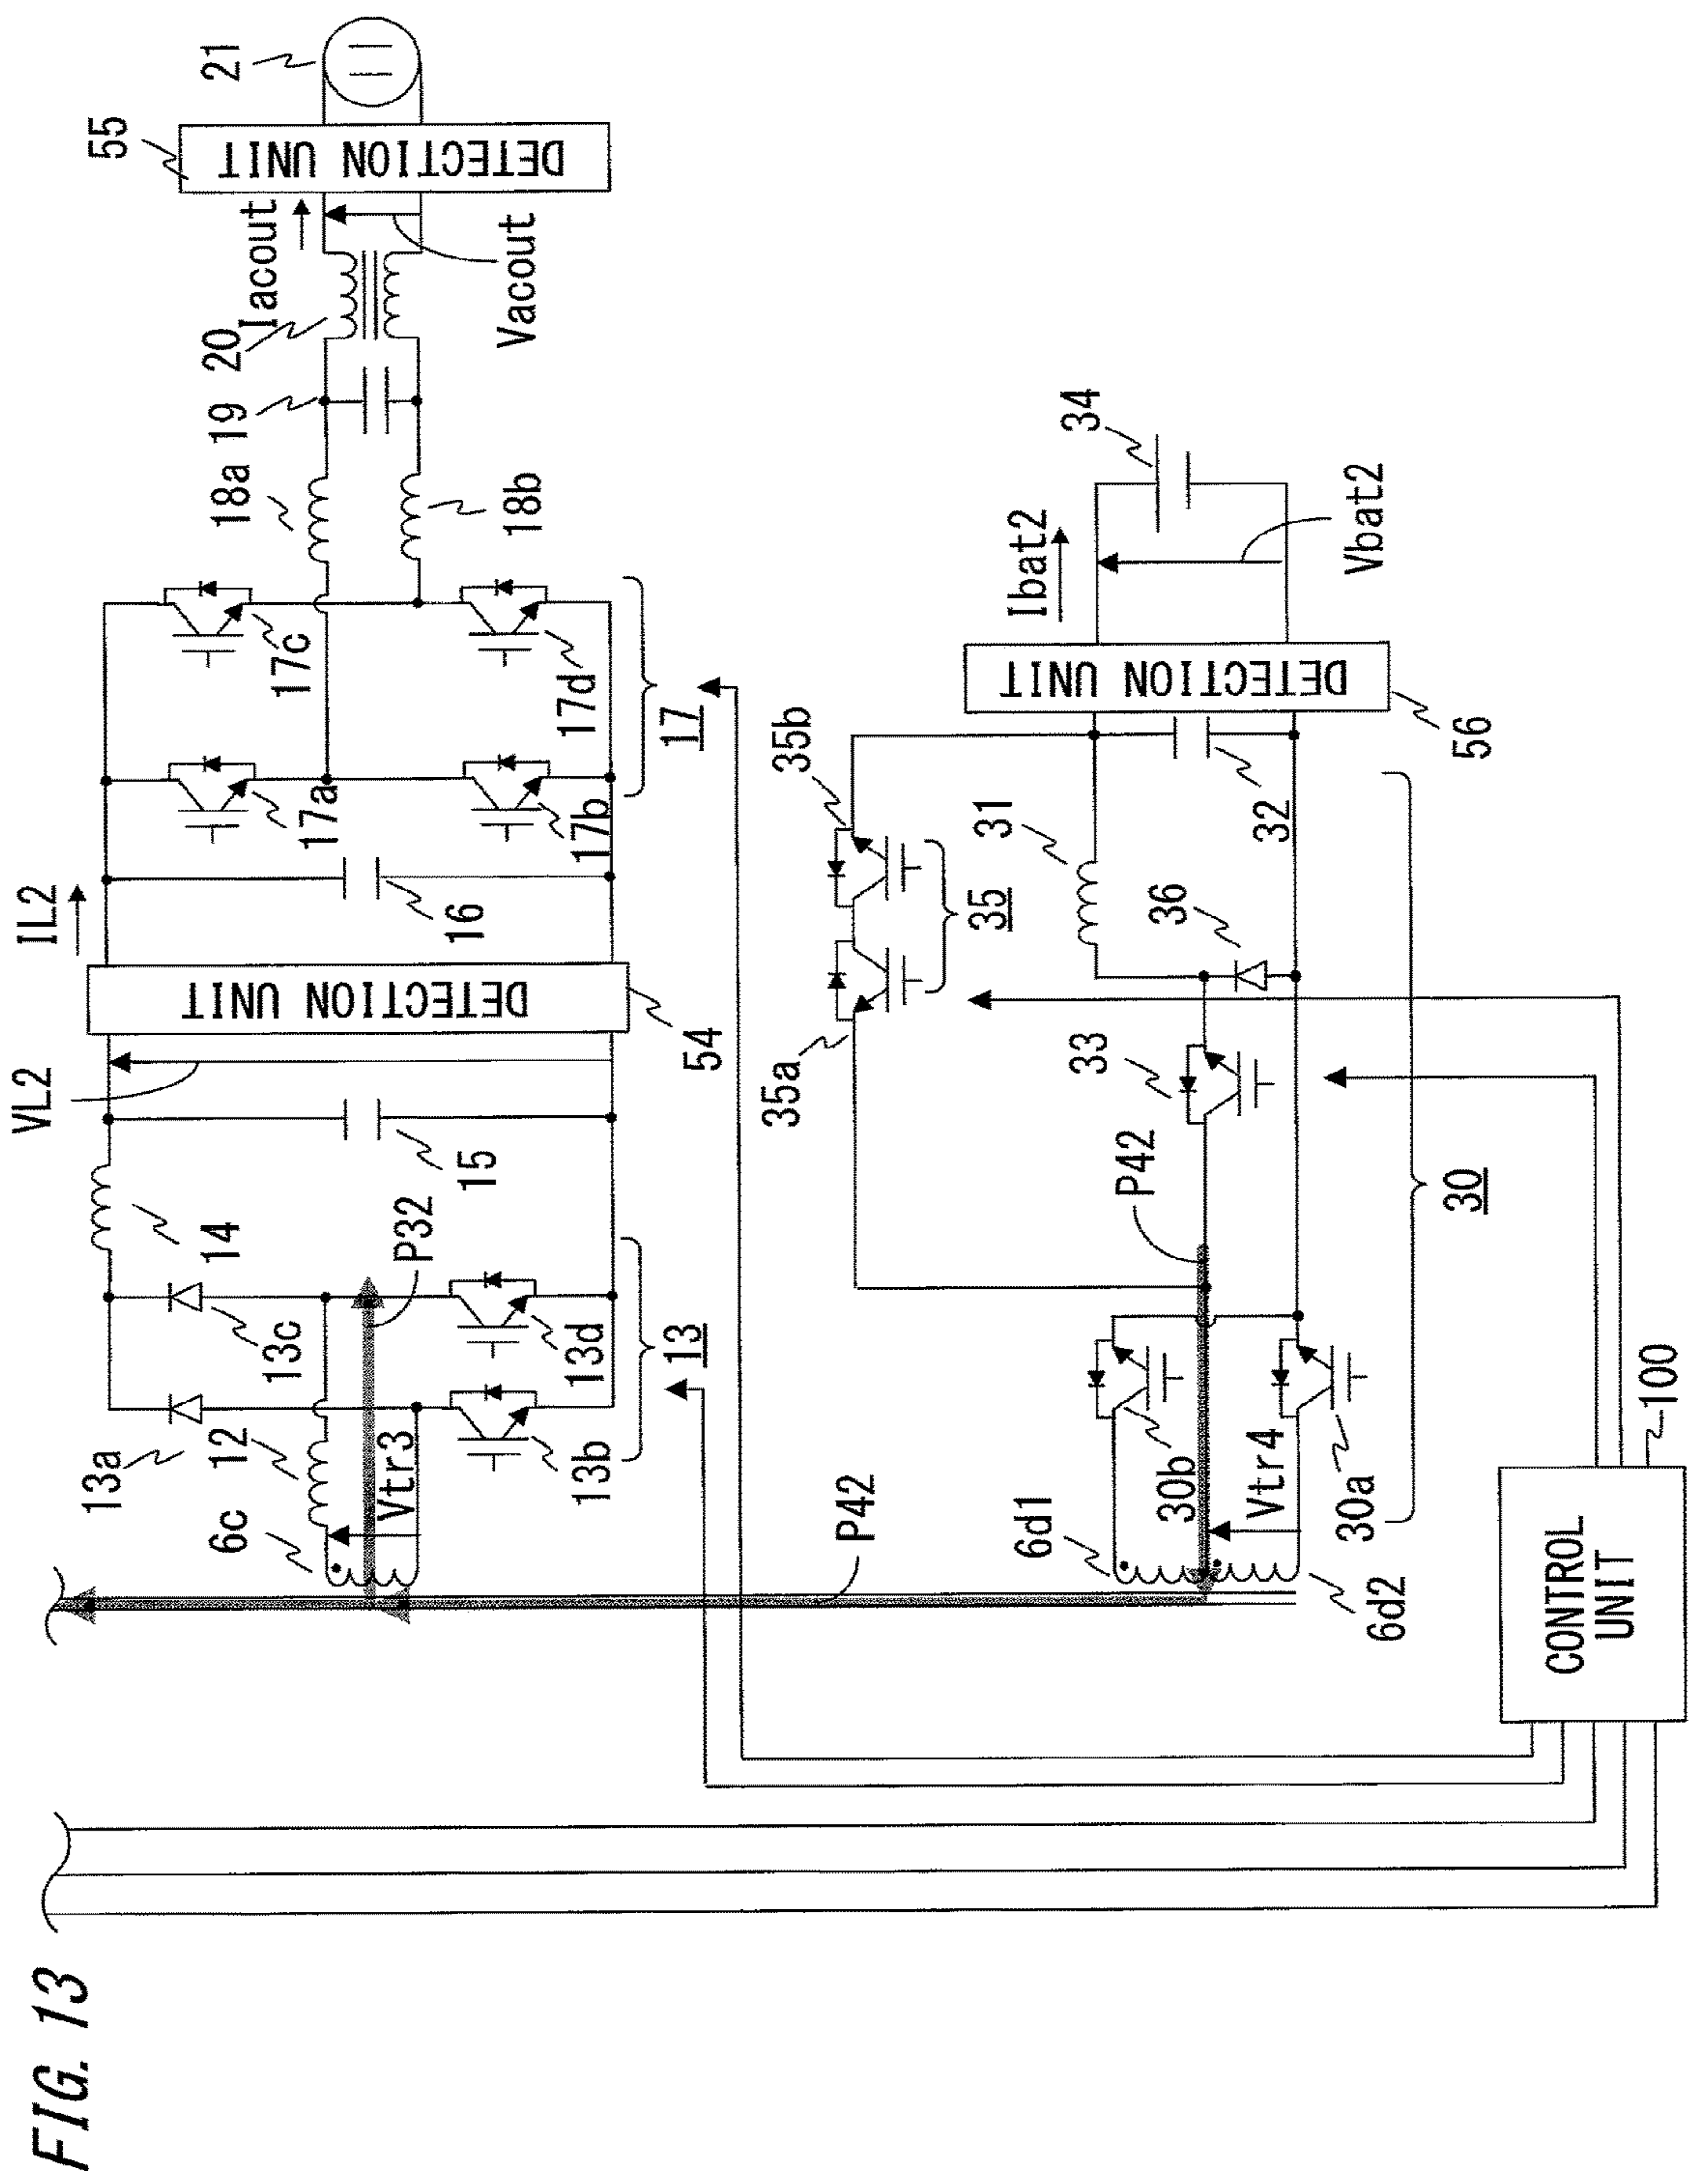 FIG. 13
VL2
IL2
55
21
Iacout
20
Vacout
19
18a
18b
DETECTION UNIT
DETECTION UNIT
54
14
15
16
17a
17b
17c
17d
17
13a
13b
13c
13d
13
12
6c
Vtr3
P32
P42
P42
35a
35b
35
33
31
36
32
34
Ibat2
Vbat2
DETECTION UNIT
56
30
30a
30b
6d1
6d2
Vtr4
100
CONTROL
UNIT